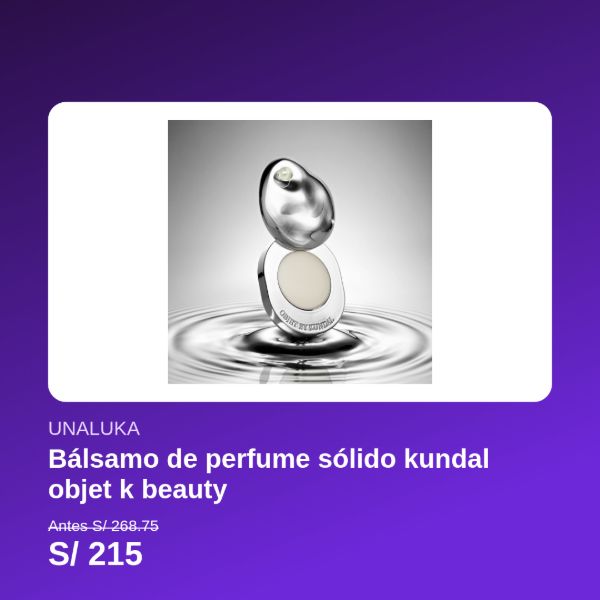 OBJET BY KUNDAL
UNALUKA
Bálsamo de perfume sólido kundal
objet k beauty
Antes S/ 268.75
S/ 215